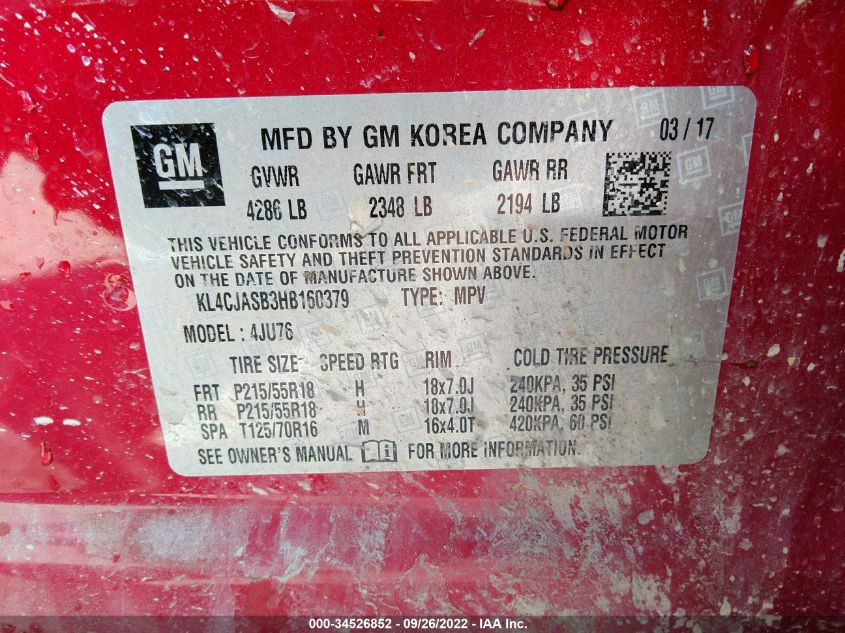 GM MFD BY GM KOREA COMPANY 03/17
GVWR GAWR FRT GAWR RR
4286 LB 2348 LB 2194 LB
THIS VEHICLE CONFORMS TO ALL APPLICABLE U.S. FEDERAL MOTOR
VEHICLE SAFETY AND THEFT PREVENTION STANDARDS IN EFFECT
ON THE DATE OF MANUFACTURE SHOWN ABOVE.
KL4CJASB3HB160379 TYPE: MPV
MODEL: 4JU76
TIRE SIZE SPEED RTG RIM COLD TIRE PRESSURE
FRT P215/55R18 H 18x7.0J 240KPA, 35 PSI
RR P215/55R18 H 18x7.0J 240KPA, 35 PSI
SPA T125/70R16 M 16x4.0T 420KPA, 60 PSI
SEE OWNER'S MANUAL FOR MORE INFORMATION.
000-34526852 - 09/26/2022 - IAA Inc.